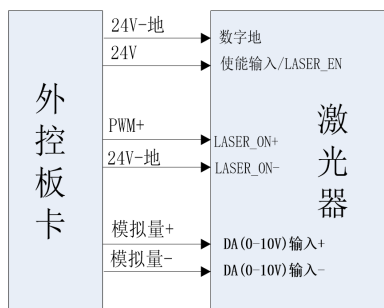 24V-地
数字地
24V
使能输入/LASER_EN
外控板卡
激光器
PWM+
LASER_ON+
24V-地
LASER_ON-
模拟量+
DA(0-10V)输入+
模拟量-
DA(0-10V)输入-